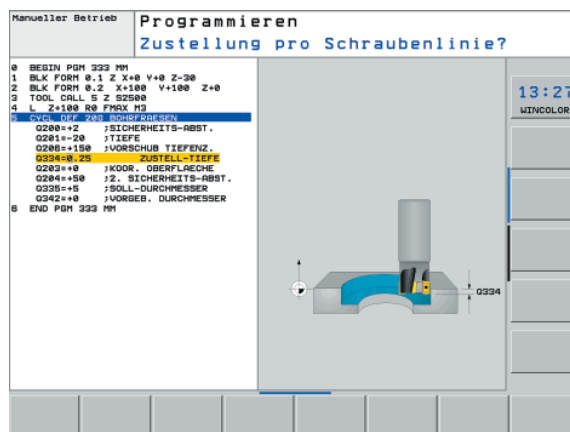 Manueller Betrieb
Programmieren
Zustellung pro Schraubenlinie?
0 BEGIN PGM 333 MM
1 BLK FORM 0.1 Z X+0 Y+0 Z-30
2 BLK FORM 0.2 X+100 Y+100 Z+0
3 TOOL CALL 5 Z S2500
4 L Z+100 R0 FMAX M3
5 CYCL DEF 208 BOHRFRAESEN
Q200=+2 ;SICHERHEITS-ABST.
Q201=-20 ;TIEFE
Q206=+150 ;VORSCHUB TIEFENZ.
Q334=0.25 ZUSTELL-TIEFE
Q203=+0 ;KOOR. OBERFLAECHE
Q204=+50 ;2. SICHERHEITS-ABST.
Q335=+5 ;SOLL-DURCHMESSER
Q342=+0 ;VORGEB. DURCHMESSER
6 END PGM 333 MM
Q334
13:27
WINCOLOR